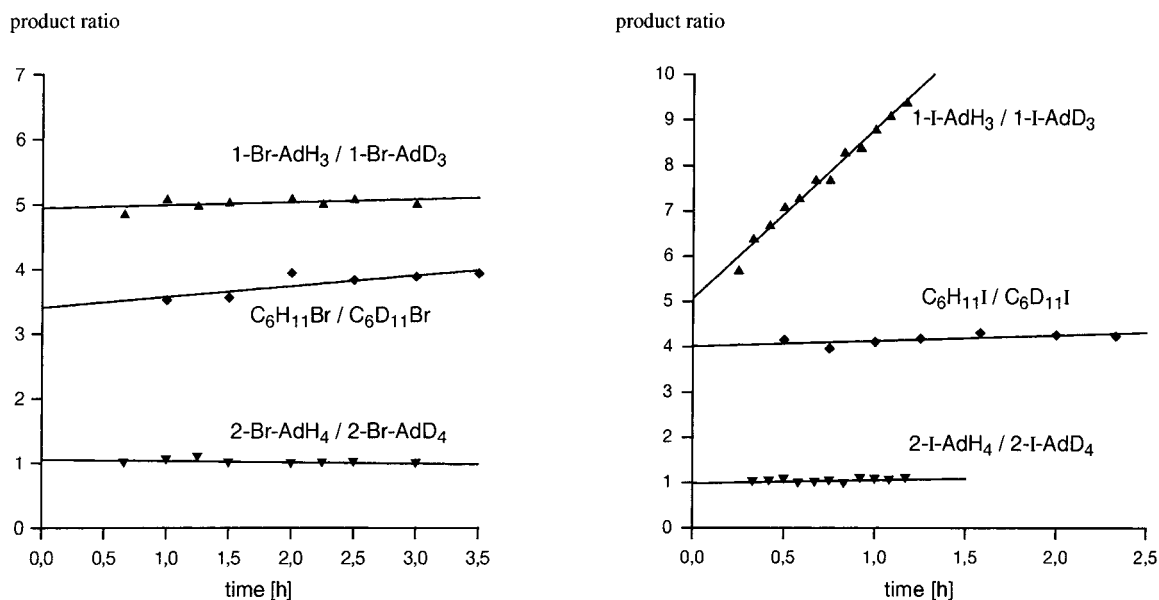 product ratio
7
6
5
4
3
2
1
0
1-Br-AdH3 / 1-Br-AdD3
C6H11Br / C6D11Br
2-Br-AdH4 / 2-Br-AdD4
0,0 0,5 1,0 1,5 2,0 2,5 3,0 3,5
time [h]
product ratio
10
9
8
7
6
5
4
3
2
1
0
1-I-AdH3 / 1-I-AdD3
C6H11I / C6D11I
2-I-AdH4 / 2-I-AdD4
0,0 0,5 1,0 1,5 2,0 2,5
time [h]